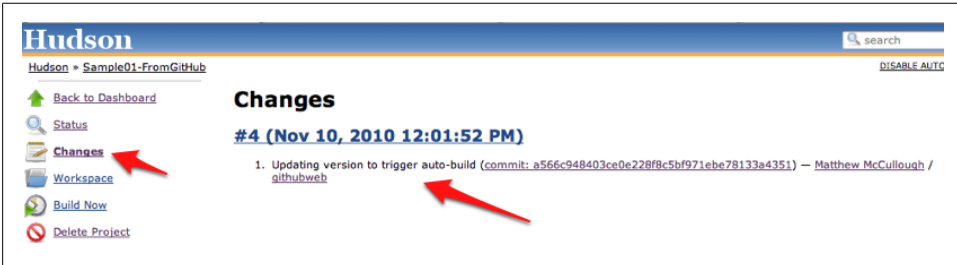 Hudson
search
Hudson » Sample01-FromGitHub
DISABLE AUTO
Back to Dashboard
Status
Changes
Workspace
Build Now
Delete Project
Changes
#4 (Nov 10, 2010 12:01:52 PM)
1. Updating version to trigger auto-build (commit: a566c948403ce0e228f8c5bf971ebe78133a4351) — Matthew McCullough /
githubweb